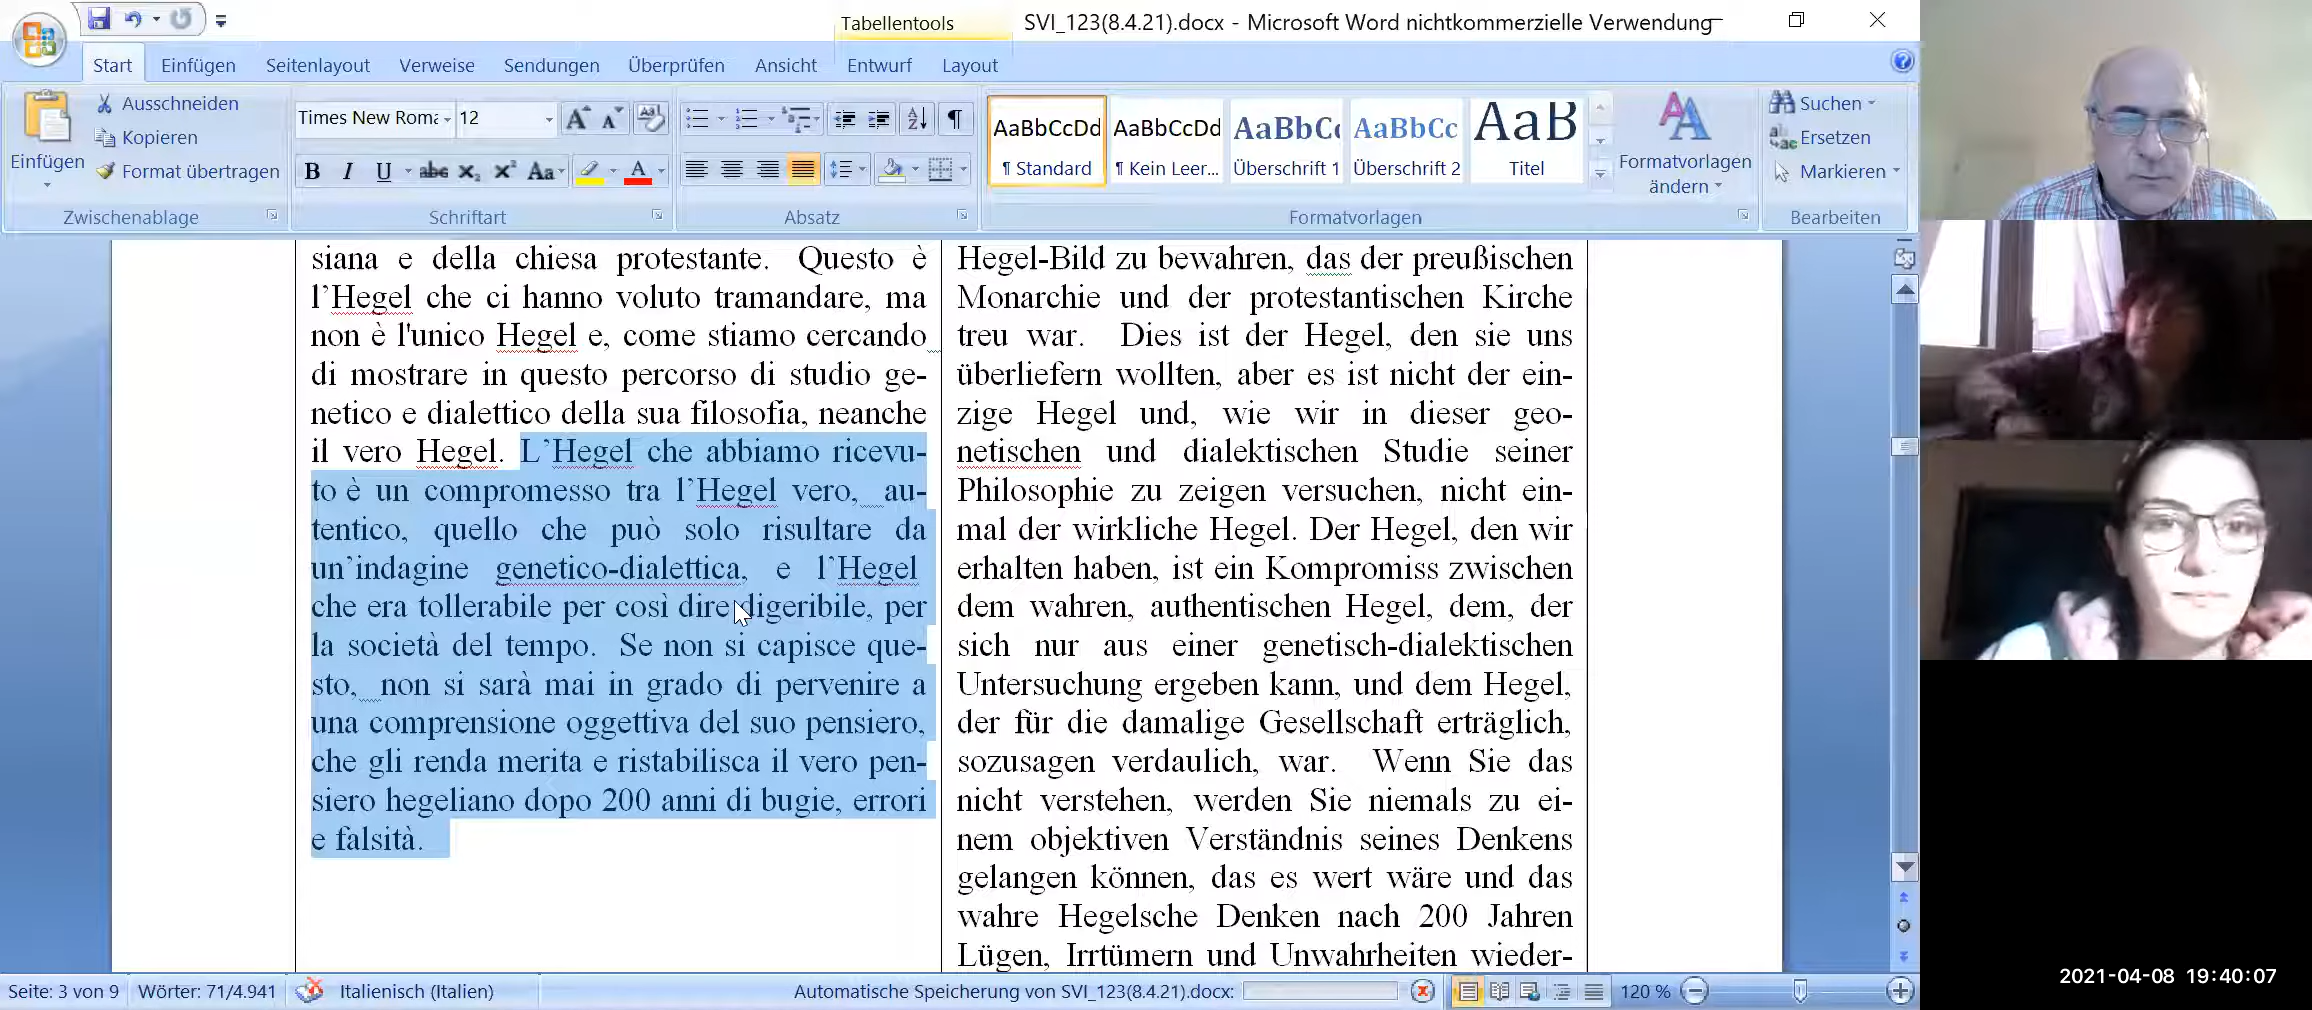 Tabellentools
SVI_123(8.4.21).docx - Microsoft Word nichtkommerzielle Verwendung
Start Einfügen Seitenlayout Verweise Sendungen Überprüfen Ansicht Entwurf Layout
Einfügen
Ausschneiden
Kopieren
Format übertragen
Zwischenablage
Times New Roma 12
Schriftart
Absatz
AaBbCcDd AaBbCcDd AaBbCc AaBbCc AaB
¶ Standard ¶ Kein Leer... Überschrift 1 Überschrift 2 Titel
Formatvorlagen
ändern
Formatvorlagen
Suchen
Ersetzen
Markieren
Bearbeiten
siana e della chiesa protestante. Questo è
l’Hegel che ci hanno voluto tramandare, ma
non è l'unico Hegel e, come stiamo cercando
di mostrare in questo percorso di studio ge-
netico e dialettico della sua filosofia, neanche
il vero Hegel. L’Hegel che abbiamo ricevu-
to è un compromesso tra l’Hegel vero, au-
tentico, quello che può solo risultare da
un’indagine genetico-dialettica, e l’Hegel
che era tollerabile per così dire digeribile, per
la società del tempo. Se non si capisce que-
sto, non si sarà mai in grado di pervenire a
una comprensione oggettiva del suo pensiero,
che gli renda merita e ristabilisca il vero pen-
siero hegeliano dopo 200 anni di bugie, errori
e falsità.
Hegel-Bild zu bewahren, das der preußischen
Monarchie und der protestantischen Kirche
treu war. Dies ist der Hegel, den sie uns
überliefern wollten, aber es ist nicht der ein-
zige Hegel und, wie wir in dieser geo-
netischen und dialektischen Studie seiner
Philosophie zu zeigen versuchen, nicht ein-
mal der wirkliche Hegel. Der Hegel, den wir
erhalten haben, ist ein Kompromiss zwischen
dem wahren, authentischen Hegel, dem, der
sich nur aus einer genetisch-dialektischen
Untersuchung ergeben kann, und dem Hegel,
der für die damalige Gesellschaft erträglich,
sozusagen verdaulich, war. Wenn Sie das
nicht verstehen, werden Sie niemals zu ei-
nem objektiven Verständnis seines Denkens
gelangen können, das es wert wäre und das
wahre Hegelsche Denken nach 200 Jahren
Lügen, Irrtümern und Unwahrheiten wieder-
Seite: 3 von 9 Wörter: 71/4.941 Italienisch (Italien) Automatische Speicherung von SVI_123(8.4.21).docx: 120 %
2021-04-08 19:40:07